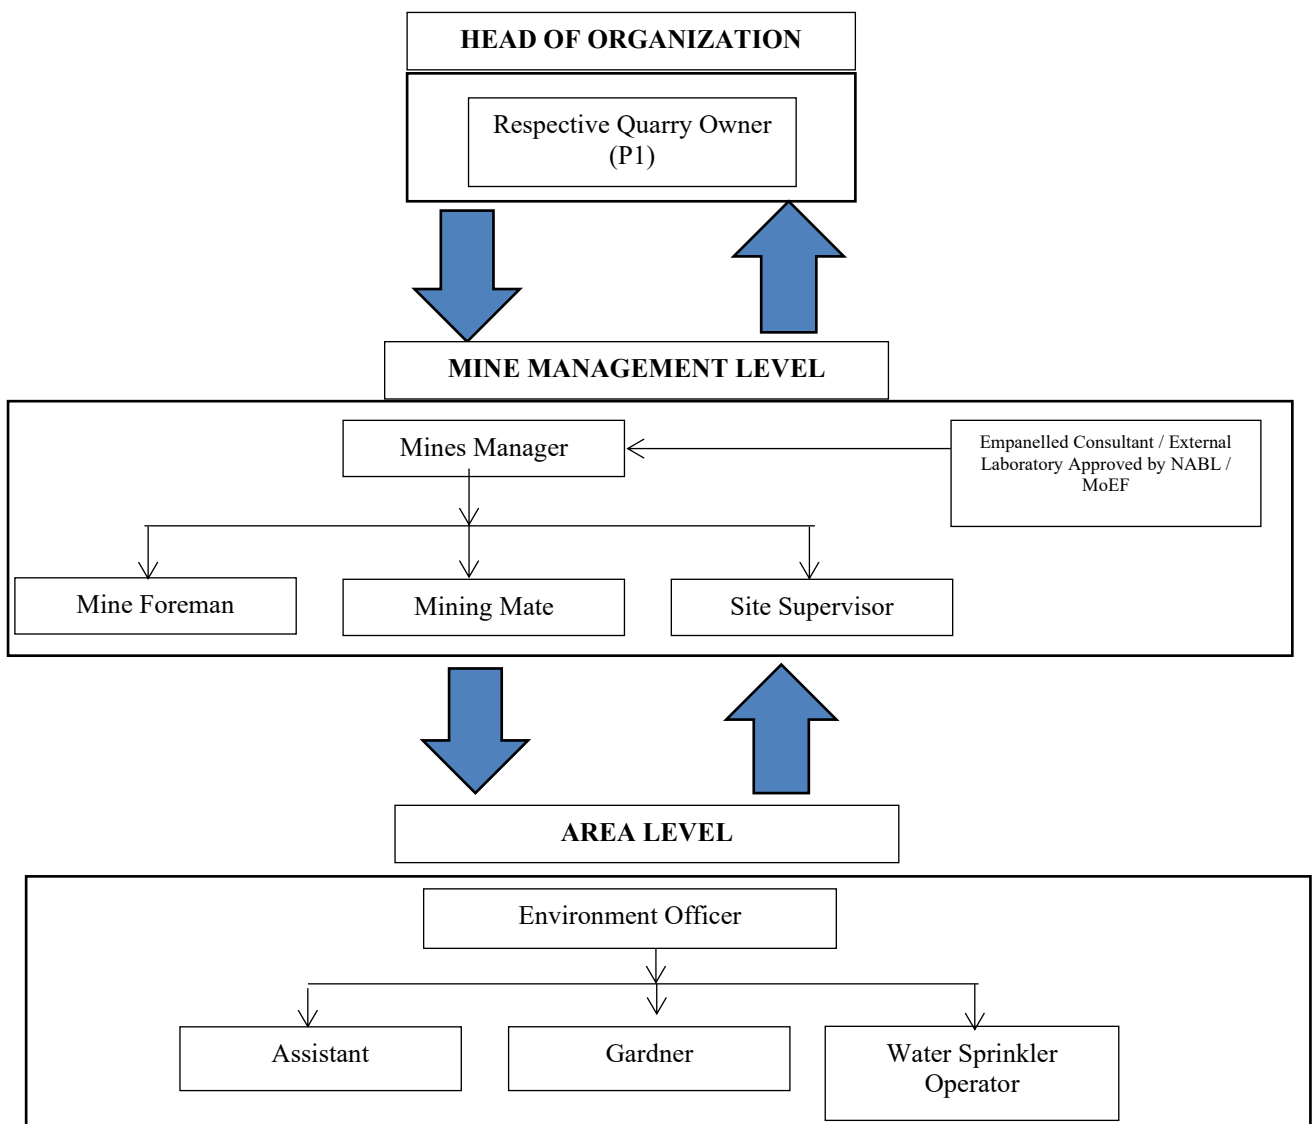 HEAD OF ORGANIZATION
Respective Quarry Owner
(P1)
MINE MANAGEMENT LEVEL
Mines Manager
Empanelled Consultant / External
Laboratory Approved by NABL /
MoEF
Mine Foreman
Mining Mate
Site Supervisor
AREA LEVEL
Environment Officer
Assistant
Gardner
Water Sprinkler
Operator